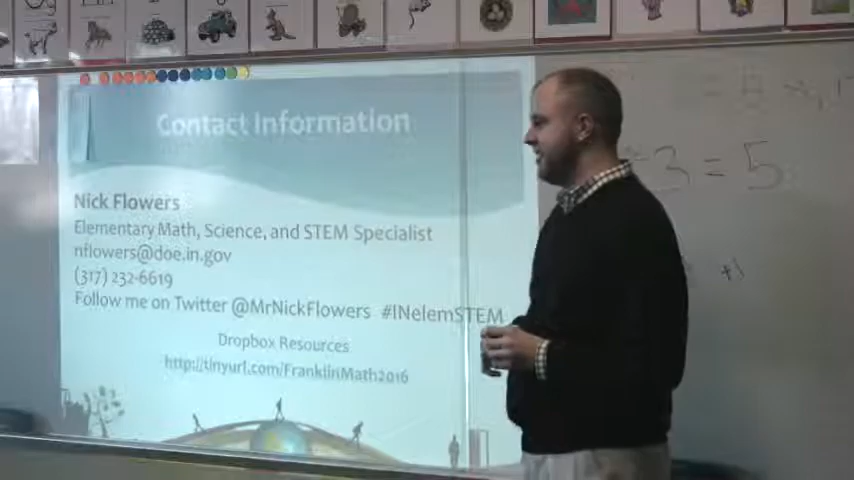 Contact Information
Nick Flowers
Elementary Math, Science, and STEM Specialist
nflowers@doe.in.gov
(317) 232-6619
Follow me on Twitter @MrNickFlowers #INelemSTEM
Dropbox Resources
http://tinyurl.com/FranklinMath2016
3 = 5
+1